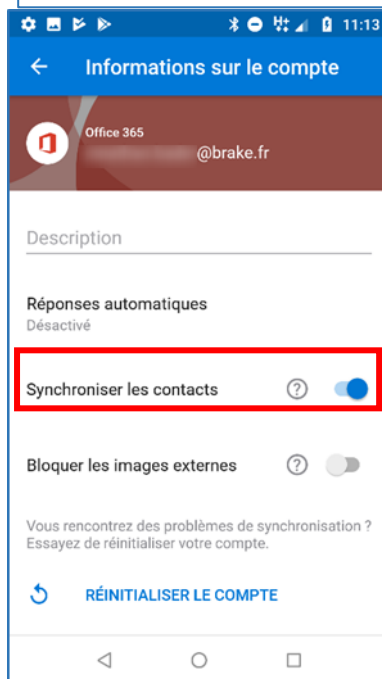 11:13
Informations sur le compte
Office 365
@brake.fr
Description
Réponses automatiques
Désactivé
Synchroniser les contacts ?
Bloquer les images externes ?
Vous rencontrez des problèmes de synchronisation ?
Essayez de réinitialiser votre compte.
RÉINITIALISER LE COMPTE